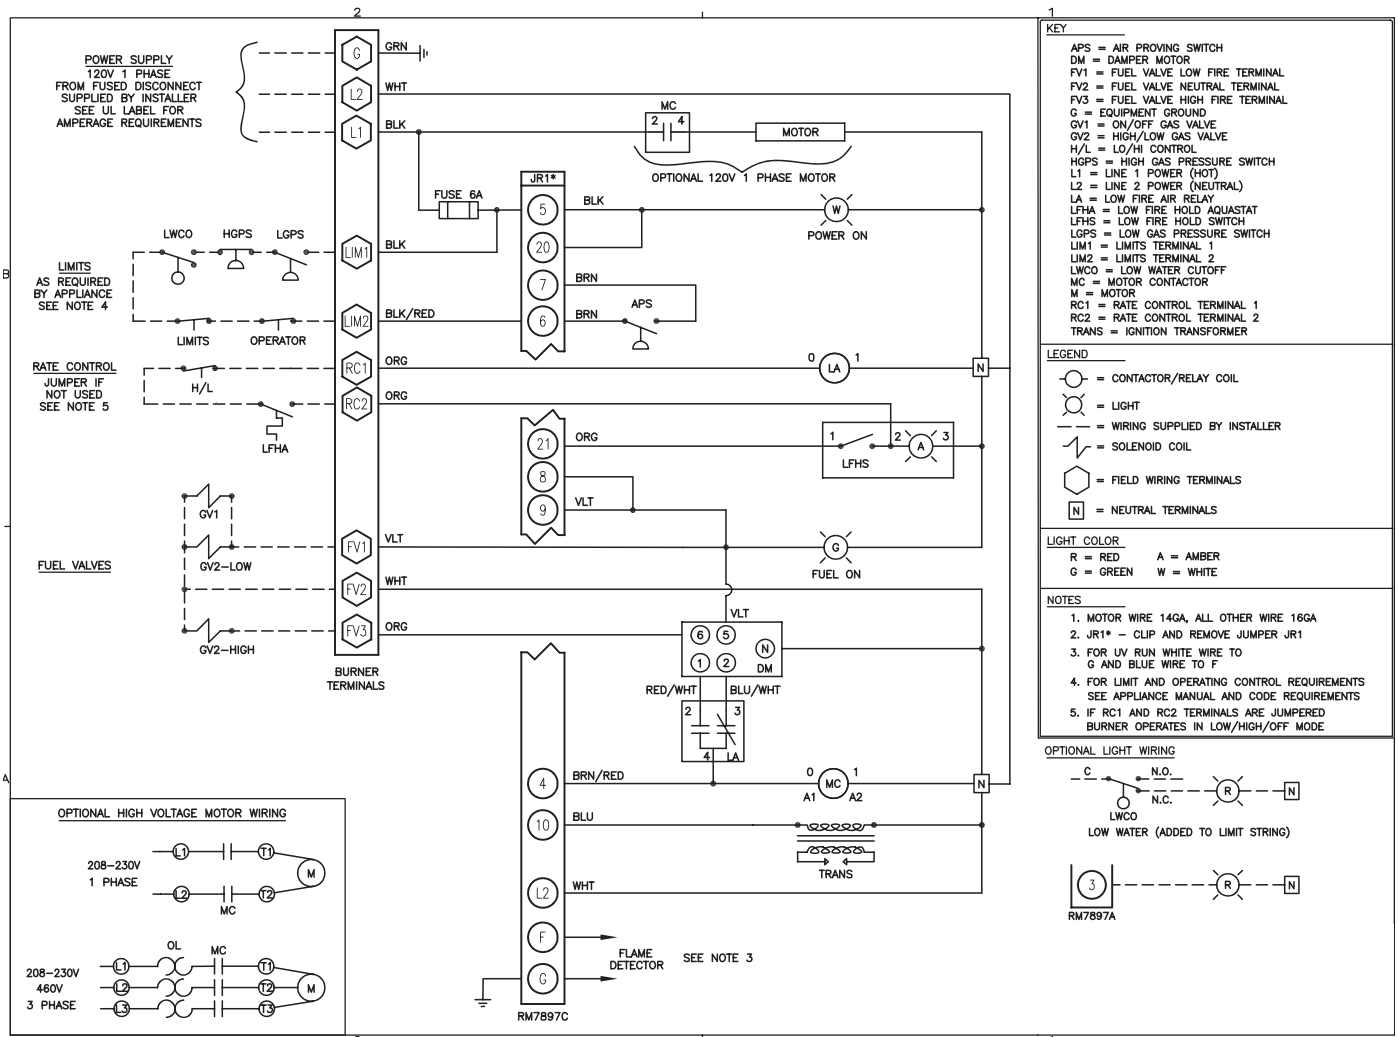 2
1
B
A
POWER SUPPLY
120V 1 PHASE
FROM FUSED DISCONNECT
SUPPLIED BY INSTALLER
SEE UL LABEL FOR
AMPERAGE REQUIREMENTS
G
GRN
L2
WHT
L1
BLK
MC
2 4
MOTOR
OPTIONAL 120V 1 PHASE MOTOR
FUSE 6A
JR1*
5
BLK
W
POWER ON
20
LWCO
HGPS
LGPS
LIM1
BLK
LIMITS
AS REQUIRED
BY APPLIANCE
SEE NOTE 4
7
BRN
APS
LIM2
BLK/RED
6
BRN
LIMITS
OPERATOR
RATE CONTROL
JUMPER IF
NOT USED
SEE NOTE 5
H/L
RC1
ORG
0
LA
1
N
RC2
ORG
LFHA
21
ORG
1
2
A
3
LFHS
8
9
VLT
GV1
FUEL VALVES
GV2-LOW
FV1
VLT
G
FUEL ON
FV2
WHT
FV3
ORG
GV2-HIGH
BURNER
TERMINALS
VLT
6
5
N
DM
1
2
RED/WHT
BLU/WHT
2
3
4
LA
4
BRN/RED
0
MC
1
A1
A2
N
10
BLU
TRANS
L2
WHT
F
FLAME
DETECTOR
SEE NOTE 3
G
RM7897C
OPTIONAL HIGH VOLTAGE MOTOR WIRING
208-230V
1 PHASE
L1
T1
M
L2
T2
MC
OL
MC
208-230V
460V
3 PHASE
L1
T1
L2
T2
M
L3
T3
KEY
APS = AIR PROVING SWITCH
DM = DAMPER MOTOR
FV1 = FUEL VALVE LOW FIRE TERMINAL
FV2 = FUEL VALVE NEUTRAL TERMINAL
FV3 = FUEL VALVE HIGH FIRE TERMINAL
G = EQUIPMENT GROUND
GV1 = ON/OFF GAS VALVE
GV2 = HIGH/LOW GAS VALVE
H/L = LO/HI CONTROL
HGPS = HIGH GAS PRESSURE SWITCH
L1 = LINE 1 POWER (HOT)
L2 = LINE 2 POWER (NEUTRAL)
LA = LOW FIRE AIR RELAY
LFHA = LOW FIRE HOLD AQUASTAT
LFHS = LOW FIRE HOLD SWITCH
LGPS = LOW GAS PRESSURE SWITCH
LIM1 = LIMITS TERMINAL 1
LIM2 = LIMITS TERMINAL 2
LWCO = LOW WATER CUTOFF
MC = MOTOR CONTACTOR
M = MOTOR
RC1 = RATE CONTROL TERMINAL 1
RC2 = RATE CONTROL TERMINAL 2
TRANS = IGNITION TRANSFORMER
LEGEND
= CONTACTOR/RELAY COIL
= LIGHT
= WIRING SUPPLIED BY INSTALLER
= SOLENOID COIL
= FIELD WIRING TERMINALS
N = NEUTRAL TERMINALS
LIGHT COLOR
R = RED A = AMBER
G = GREEN W = WHITE
NOTES
1. MOTOR WIRE 14GA, ALL OTHER WIRE 16GA
2. JR1* - CLIP AND REMOVE JUMPER JR1
3. FOR UV RUN WHITE WIRE TO
G AND BLUE WIRE TO F
4. FOR LIMIT AND OPERATING CONTROL REQUIREMENTS
SEE APPLIANCE MANUAL AND CODE REQUIREMENTS
5. IF RC1 AND RC2 TERMINALS ARE JUMPERED
BURNER OPERATES IN LOW/HIGH/OFF MODE
OPTIONAL LIGHT WIRING
C
N.O.
N.C.
R
N
LWCO
LOW WATER (ADDED TO LIMIT STRING)
3
R
N
RM7897A